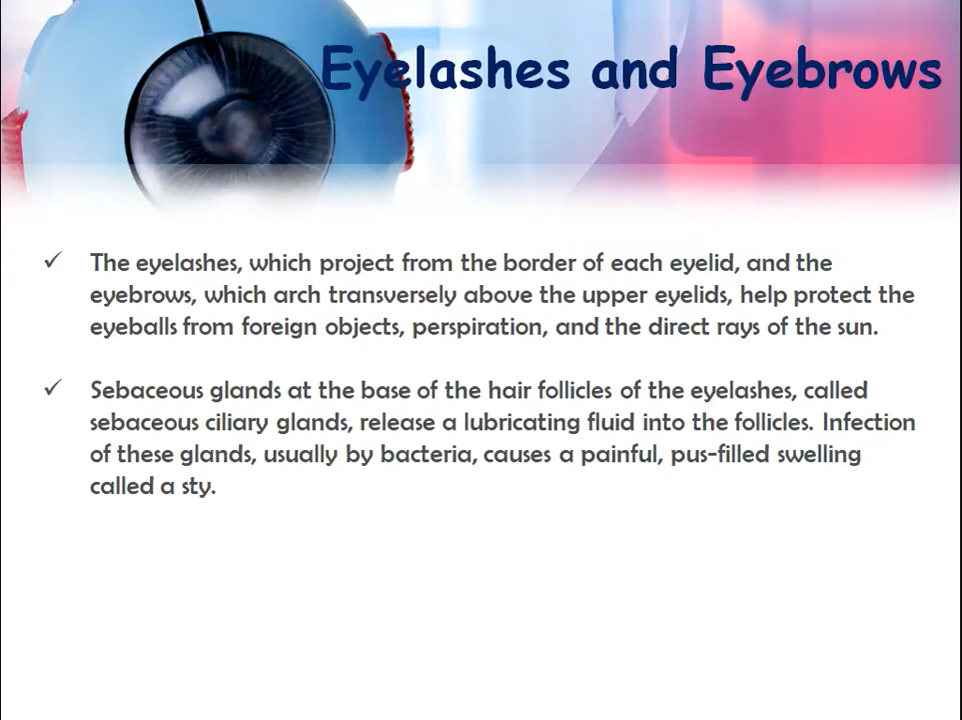 Eyelashes and Eyebrows
✓ The eyelashes, which project from the border of each eyelid, and the
eyebrows, which arch transversely above the upper eyelids, help protect the
eyeballs from foreign objects, perspiration, and the direct rays of the sun.
✓ Sebaceous glands at the base of the hair follicles of the eyelashes, called
sebaceous ciliary glands, release a lubricating fluid into the follicles. Infection
of these glands, usually by bacteria, causes a painful, pus-filled swelling
called a sty.